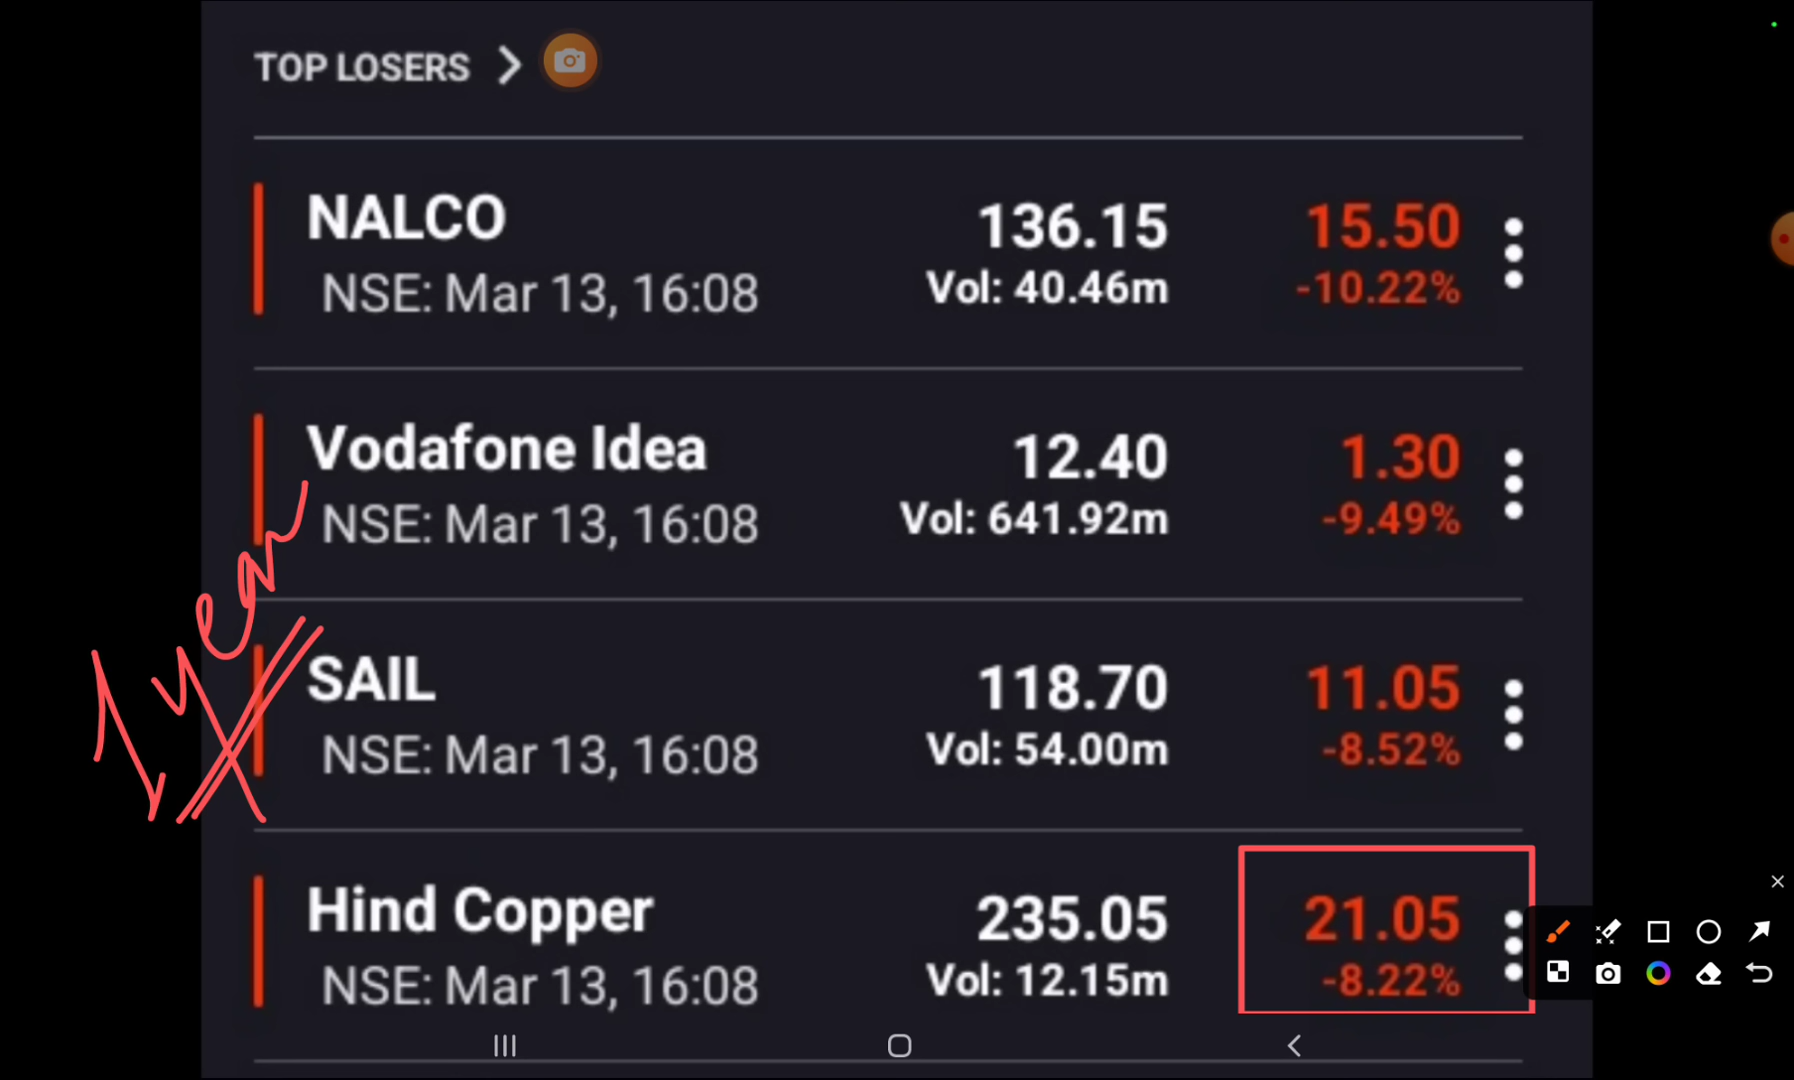 TOP LOSERS
NALCO 136.15 15.50
NSE: Mar 13, 16:08 Vol: 40.46m -10.22%
Vodafone Idea 12.40 1.30
NSE: Mar 13, 16:08 Vol: 641.92m -9.49%
1 year
SAIL 118.70 11.05
NSE: Mar 13, 16:08 Vol: 54.00m -8.52%
Hind Copper 235.05 21.05
NSE: Mar 13, 16:08 Vol: 12.15m -8.22%